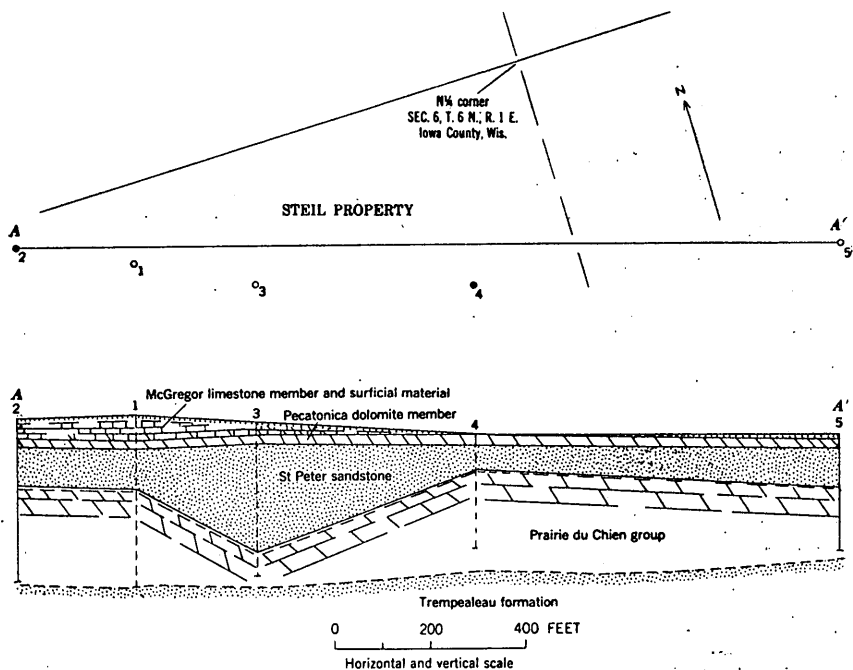 N¼ corner
SEC. 6, T. 6 N., R. 1 E.
Iowa County, Wis.
N
STEIL PROPERTY
A
A'
2
1
3
4
5
A
A'
2
1
3
4
5
McGregor limestone member and surficial material
Pecatonica dolomite member
St Peter sandstone
Prairie du Chien group
Trempealeau formation
0 200 400 FEET
Horizontal and vertical scale